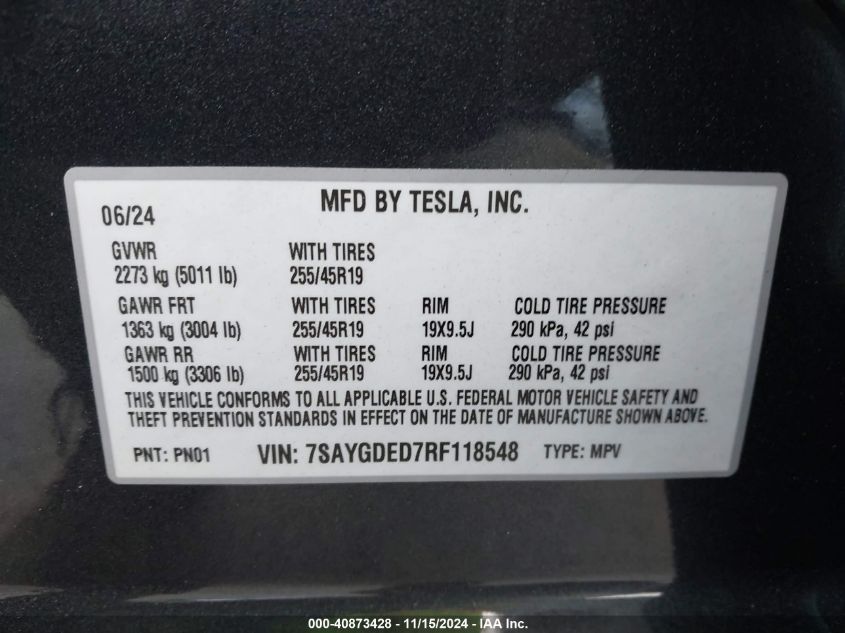 MFD BY TESLA, INC.
06/24
GVWR WITH TIRES
2273 kg (5011 lb) 255/45R19
GAWR FRT WITH TIRES RIM COLD TIRE PRESSURE
1363 kg (3004 lb) 255/45R19 19X9.5J 290 kPa, 42 psi
GAWR RR WITH TIRES RIM COLD TIRE PRESSURE
1500 kg (3306 lb) 255/45R19 19X9.5J 290 kPa, 42 psi
THIS VEHICLE CONFORMS TO ALL APPLICABLE U.S. FEDERAL MOTOR VEHICLE SAFETY AND
THEFT PREVENTION STANDARDS IN EFFECT ON THE DATE OF MANUFACTURE SHOWN ABOVE.
PNT: PN01 VIN: 7SAYGDED7RF118548 TYPE: MPV
000-40873428 - 11/15/2024 - IAA Inc.